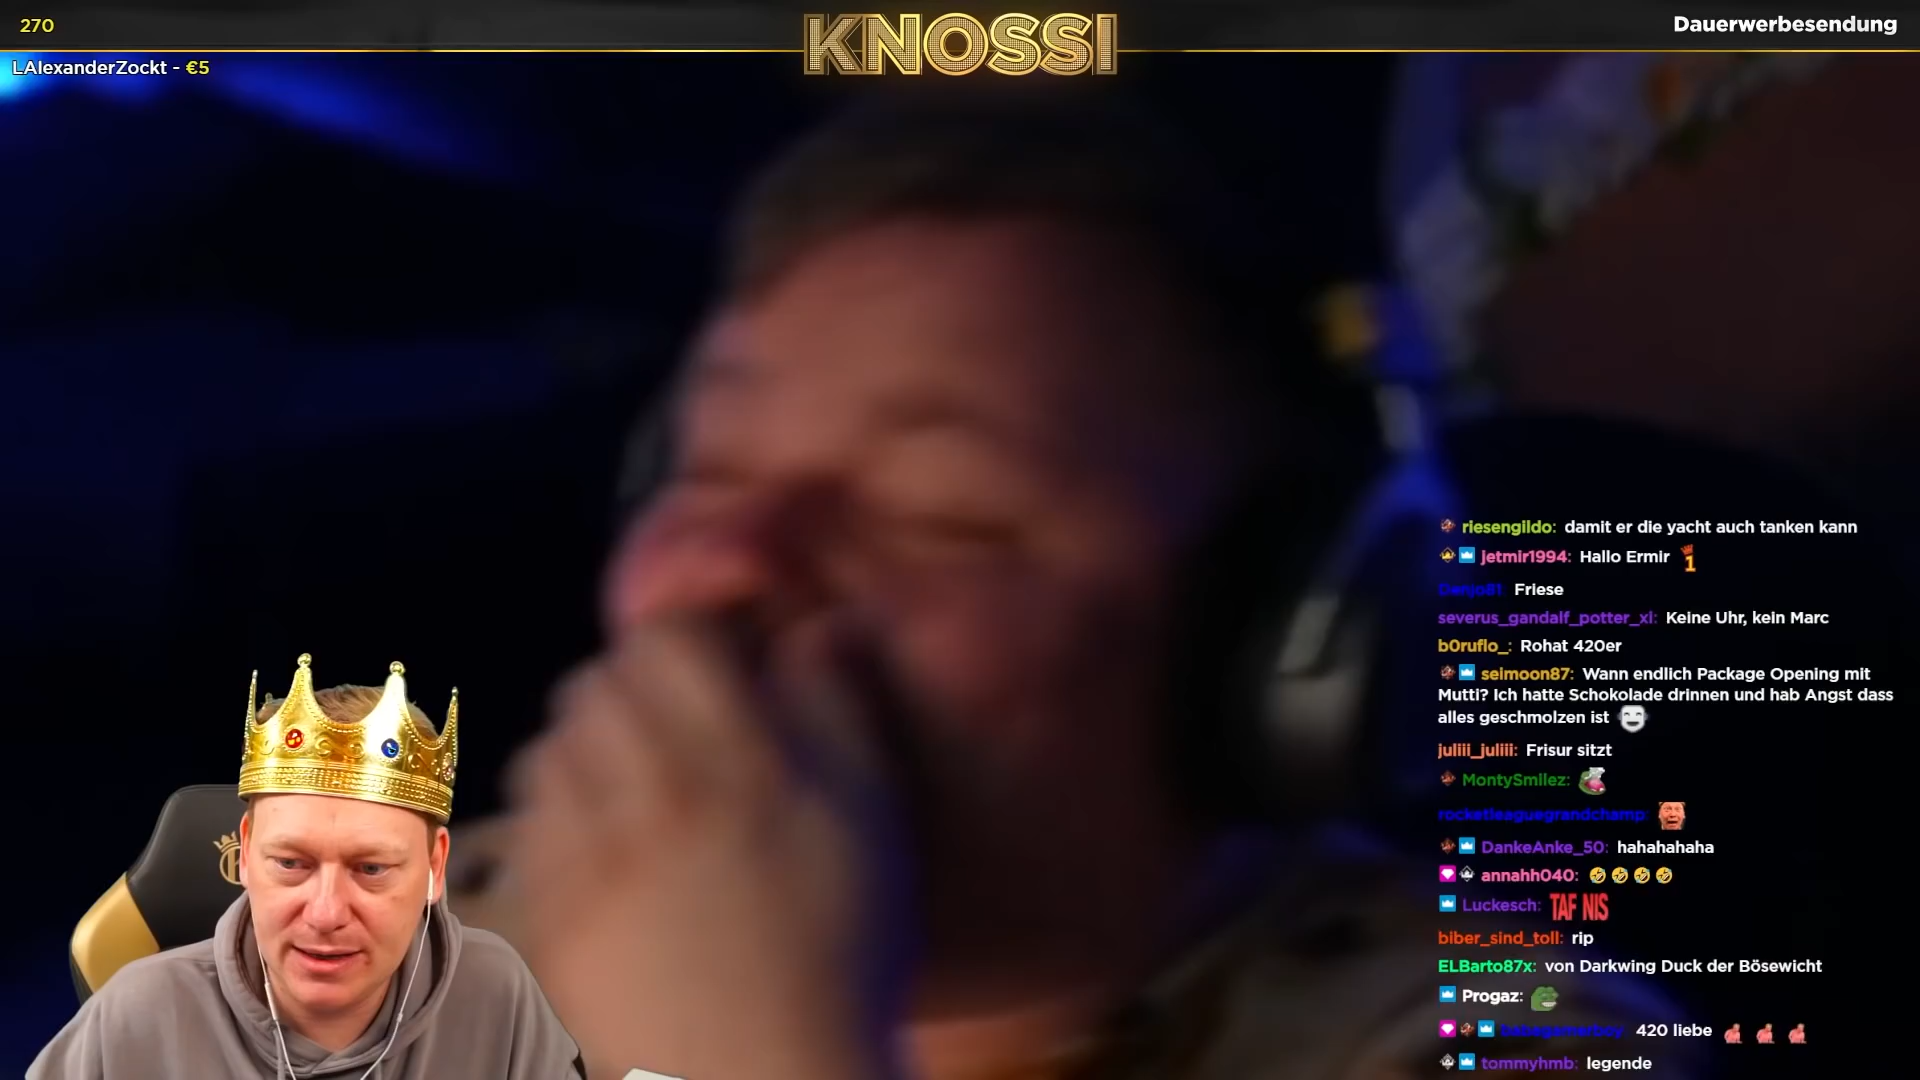 270
KNOSSI
Dauerwerbesendung
LAlexanderZockt - €5
riesengildo: damit er die yacht auch tanken kann
jetmir1994: Hallo Ermir 1
Danjo81 Friese
severus_gandalf_potter_xl: Keine Uhr, kein Marc
b0ruflo_: Rohat 420er
seimoon87: Wann endlich Package Opening mit
Mutti? Ich hatte Schokolade drinnen und hab Angst dass
alles geschmolzen ist
juliii_juliii: Frisur sitzt
MontySmilez:
rocketleaguegrandchamp:
DankeAnke_50: hahahahaha
annahh040: 🤣 🤣 🤣 🤣
Luckesch: TAF NIS
biber_sind_toll: rip
ELBarto87x: von Darkwing Duck der Bösewicht
Progaz:
420 liebe
tommyhmb: legende